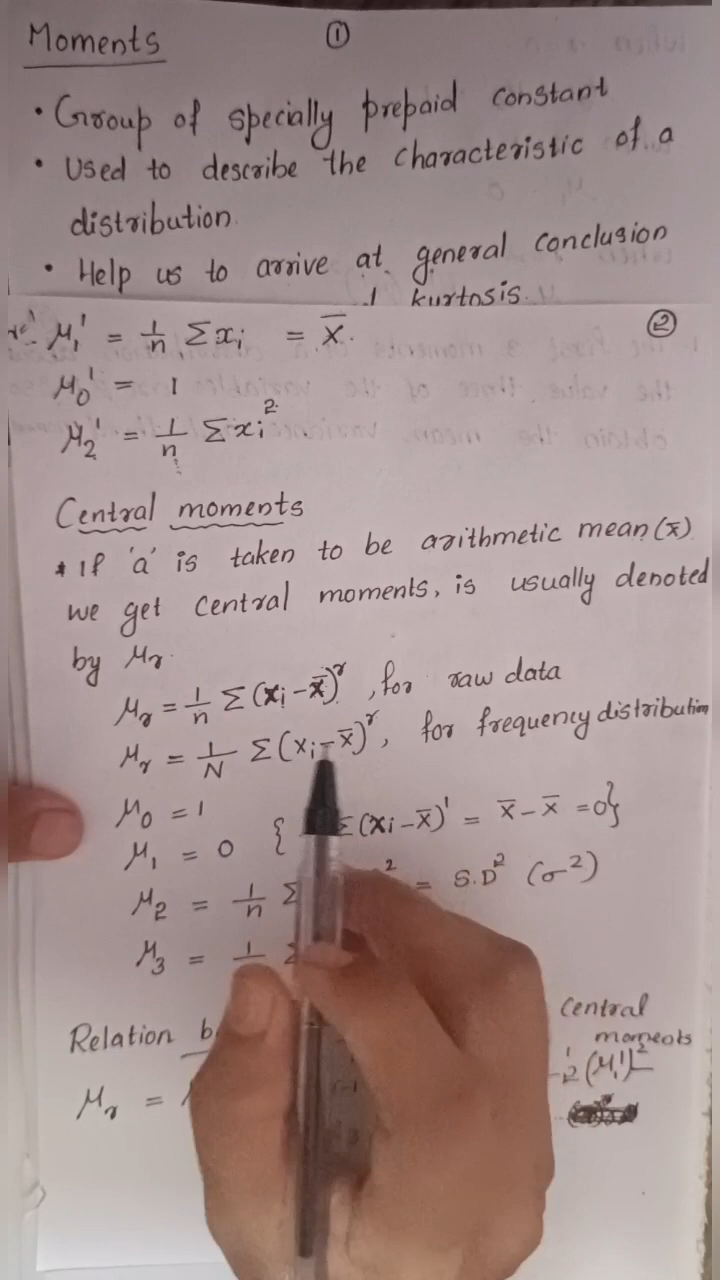 Moments ①
• Group of specially prepaid constant
• Used to describe the characteristic of a
distribution.
• Help us to arrive at general conclusion
kurtosis.
②
μ₁' = 1/n Σxᵢ = x̅.
μ₀' = 1
μ₂' = 1/n Σxᵢ²
Central moments
* If 'a' is taken to be arithmetic mean (x̅)
we get central moments, is usually denoted
by μᵣ.
μᵣ = 1/n Σ(xᵢ-x̅)ʳ, for raw data
μᵣ = 1/N Σ(xᵢ-x̅)ʳ, for frequency distribution
μ₀ = 1
μ₁ = 0 { Σ(xᵢ-x̅)¹ = x̅-x̅ = 0}
μ₂ = 1/n Σ ² = S.D² (σ²)
μ₃ = 1 Σ
Relation Central
moments
μᵣ = (μ₁')²